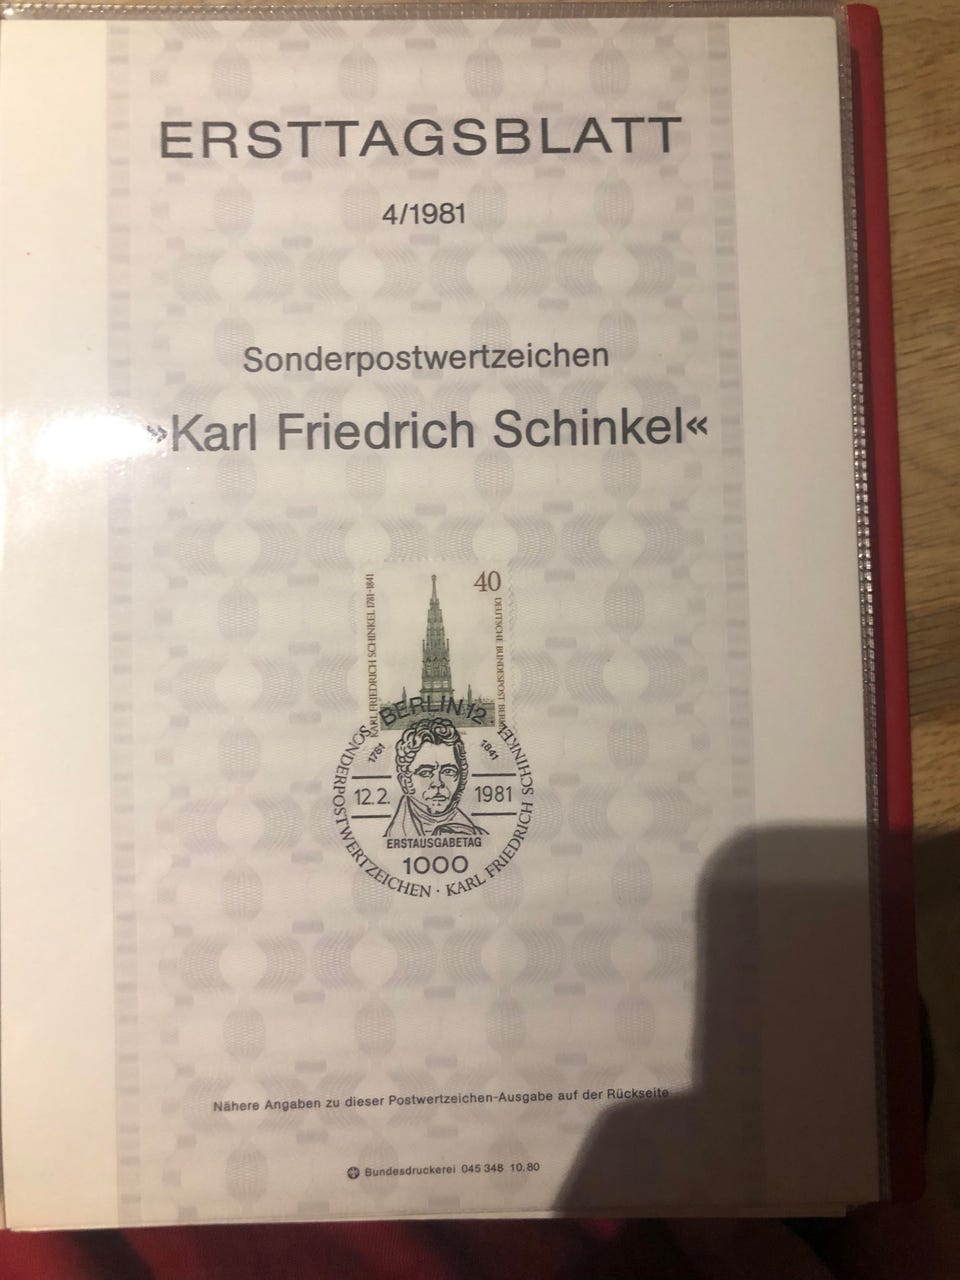 ERSTTAGSBLATT
4/1981
Sonderpostwertzeichen
»Karl Friedrich Schinkel«
KARL FRIEDRICH SCHINKEL 1781-1841
40
DEUTSCHE BUNDESPOST BERLIN
BERLIN 12
1781 1841
12.2. 1981
ERSTAUSGABETAG
1000
SONDERPOSTWERTZEICHEN · KARL FRIEDRICH SCHINKEL
Nähere Angaben zu dieser Postwertzeichen-Ausgabe auf der Rückseite
Bundesdruckerei 045 348 10.80